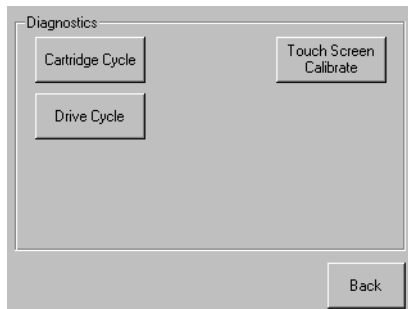 Diagnostics
Cartridge Cycle
Touch Screen
Calibrate
Drive Cycle
Back